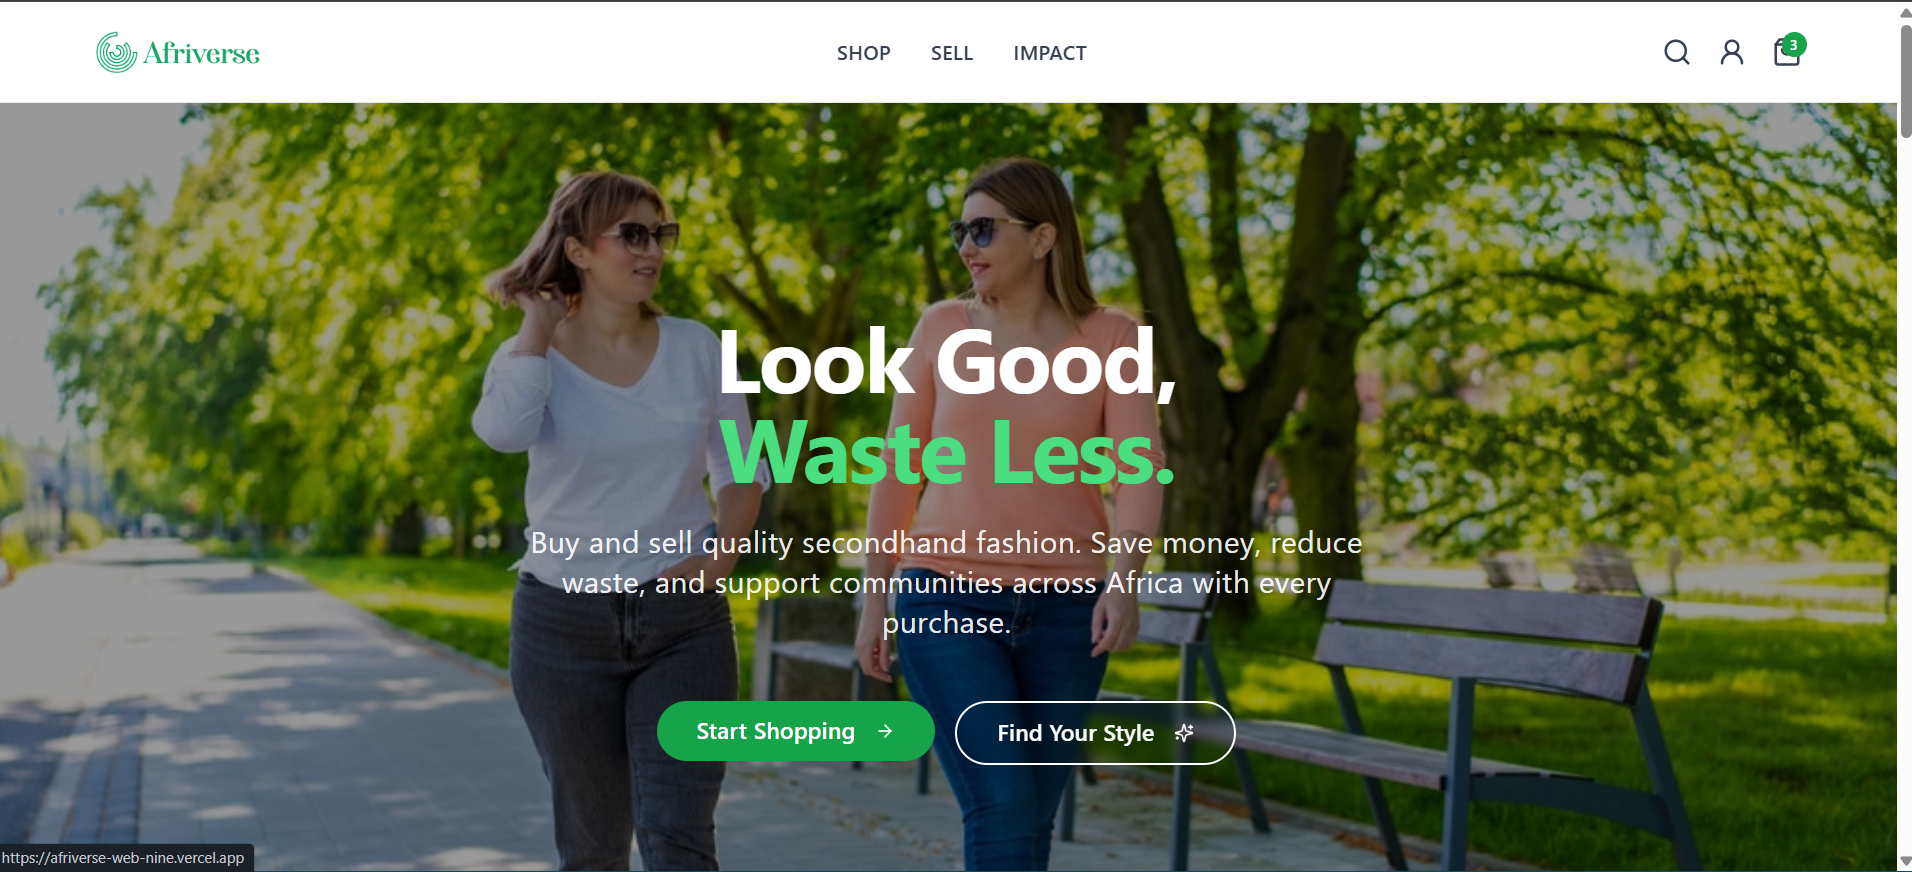 Afriverse
SHOP
SELL
IMPACT
3
Look Good,
Waste Less.
Buy and sell quality secondhand fashion. Save money, reduce
waste, and support communities across Africa with every
purchase.
Start Shopping
Find Your Style
https://afriverse-web-nine.vercel.app